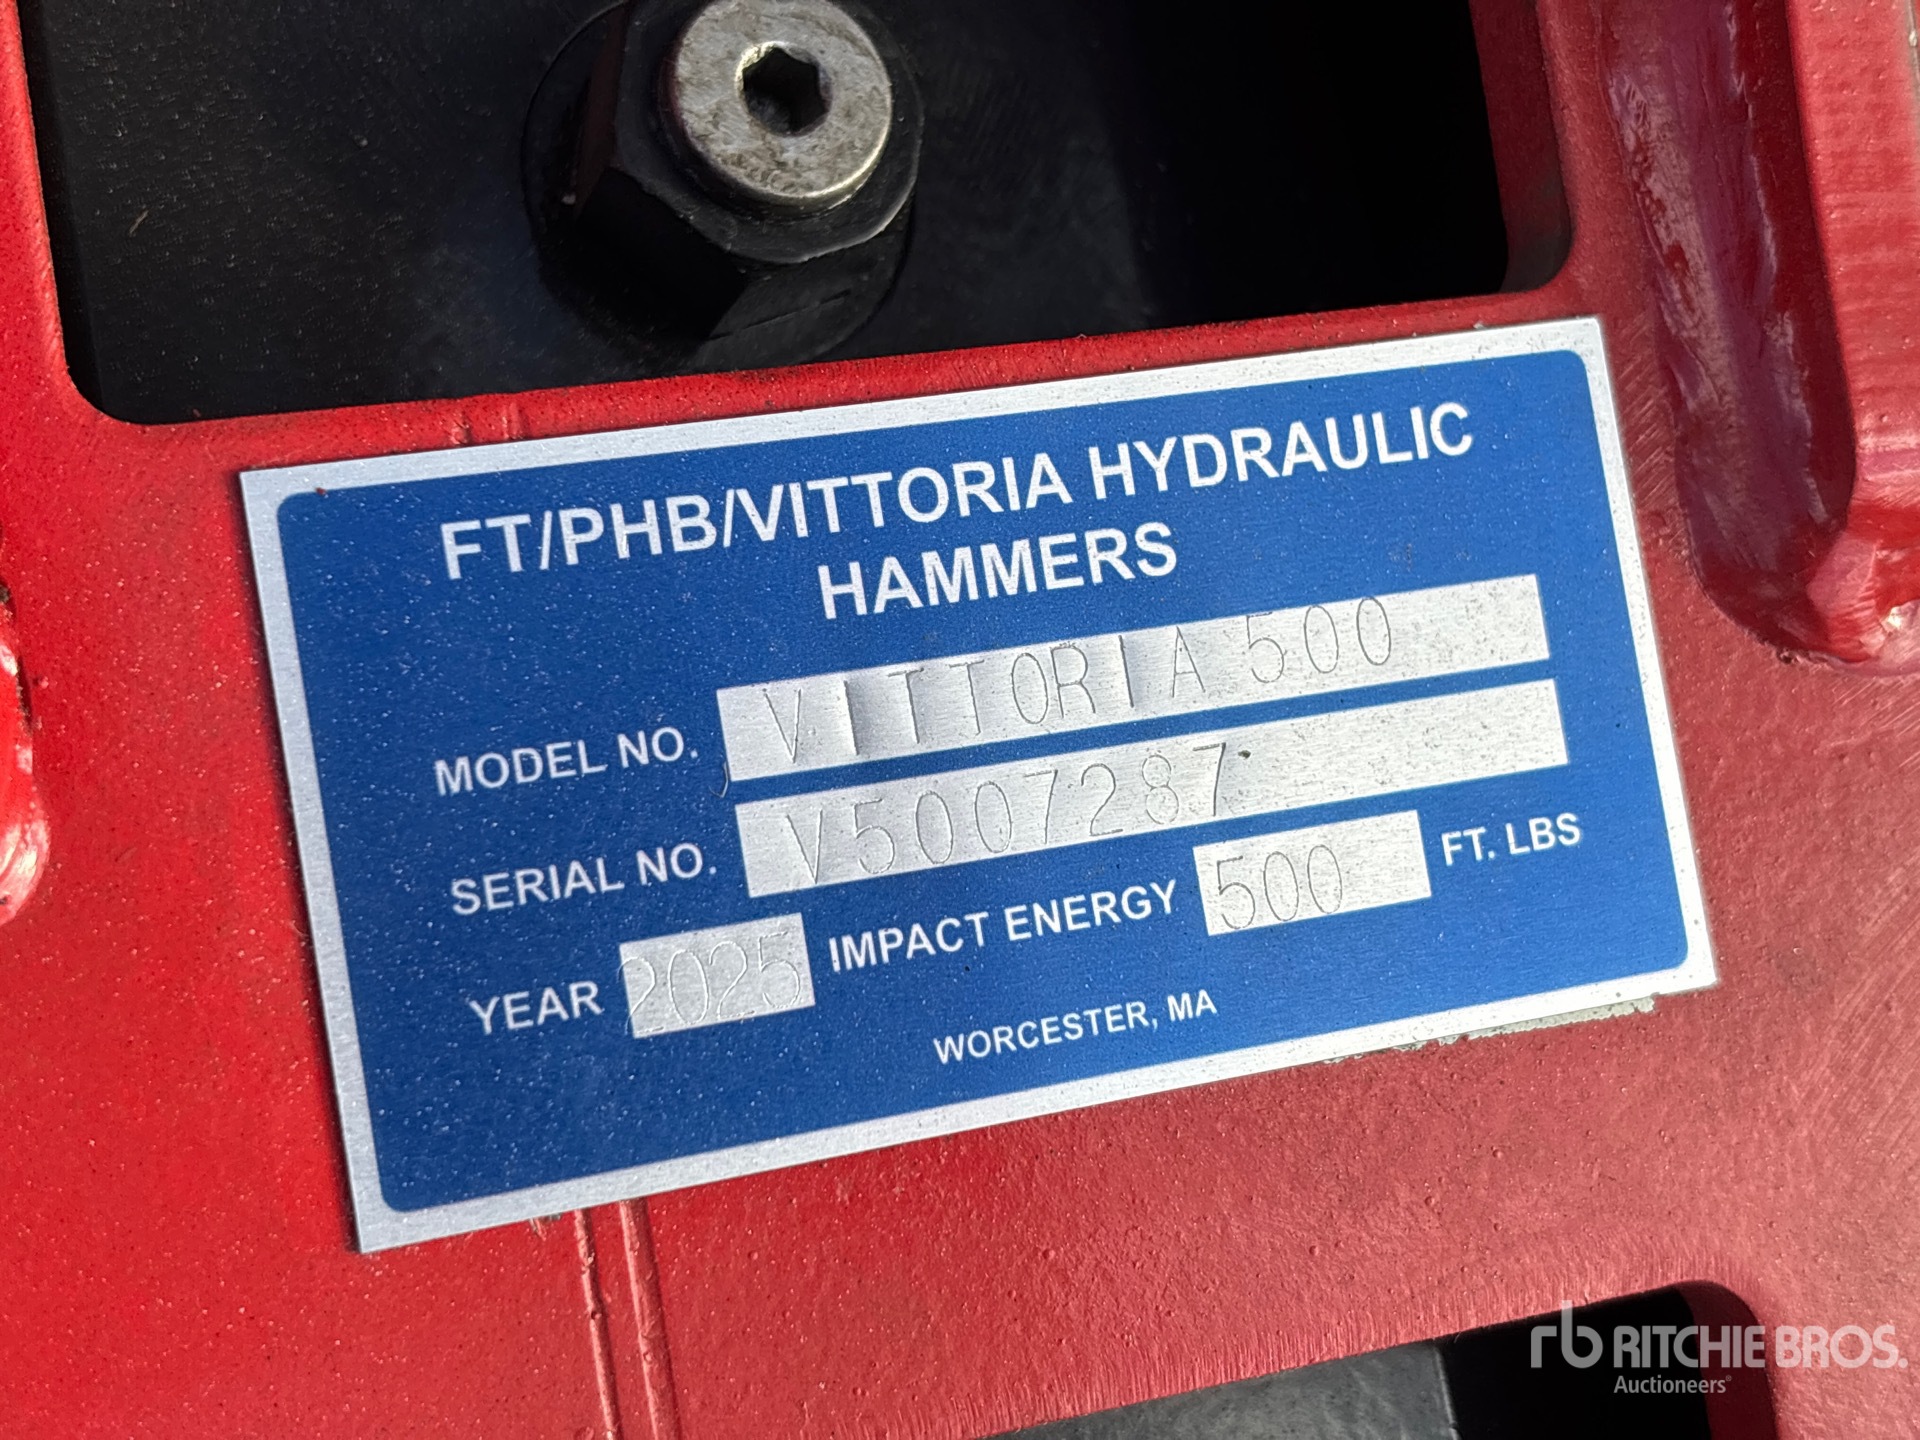 FT/PHB/VITTORIA HYDRAULIC
HAMMERS
MODEL NO. VITTORIA 500
SERIAL NO. V5007287
YEAR 2025 IMPACT ENERGY 500 FT. LBS
WORCESTER, MA
rb RITCHIE BROS.
Auctioneers